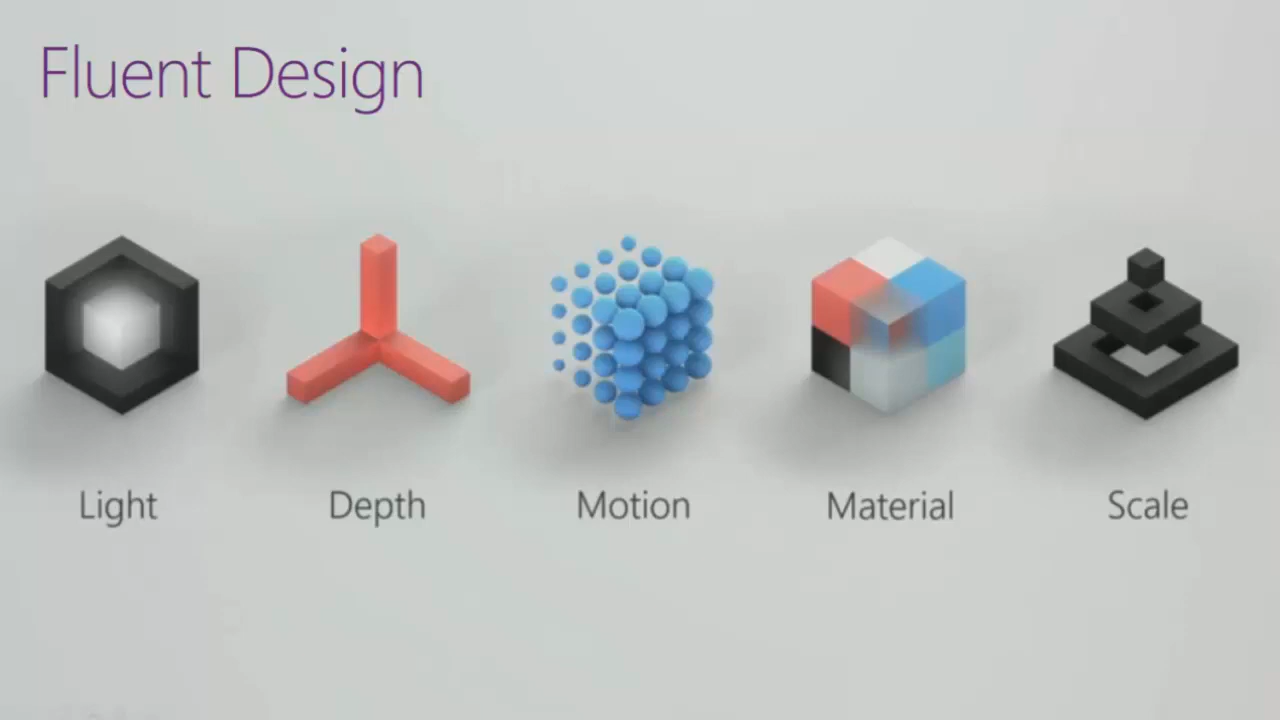 Fluent Design
Light
Depth
Motion
Material
Scale